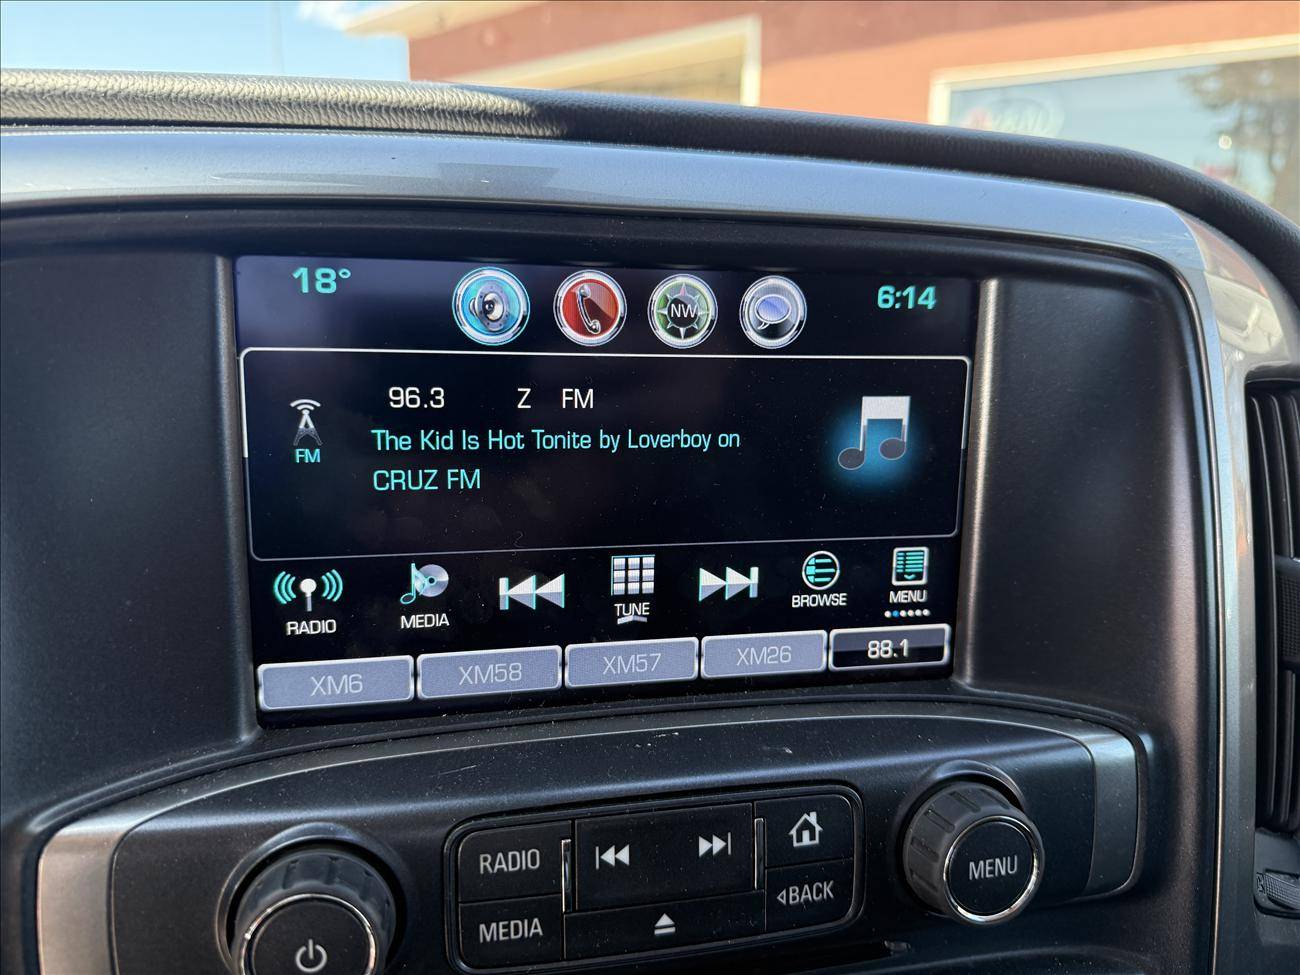 18° NW 6:14
96.3 Z FM
FM
The Kid Is Hot Tonite by Loverboy on
CRUZ FM
RADIO MEDIA TUNE BROWSE MENU
XM6 XM58 XM57 XM26 88.1
RADIO
MEDIA
BACK
MENU